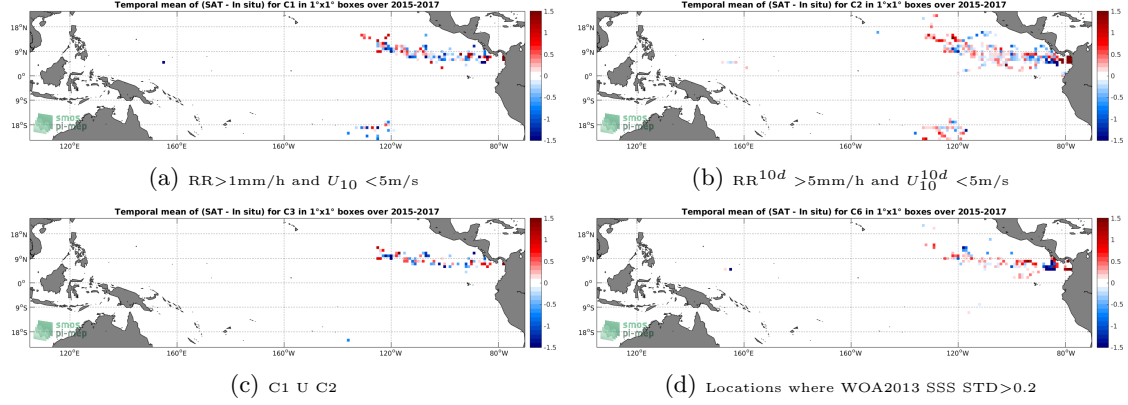 Temporal mean of (SAT - In situ) for C1 in 1°x1° boxes over 2015-2017
18°N
9°N
0°
9°S
18°S
120°E
160°E
160°W
120°W
80°W
1.5
1
0.5
0
-0.5
-1
-1.5
smos
pi-mep
(a) RR>1mm/h and U10 <5m/s
Temporal mean of (SAT - In situ) for C2 in 1°x1° boxes over 2015-2017
18°N
9°N
0°
9°S
18°S
120°E
160°E
160°W
120°W
80°W
1.5
1
0.5
0
-0.5
-1
-1.5
smos
pi-mep
(b) RR^10d >5mm/h and U10^10d <5m/s
Temporal mean of (SAT - In situ) for C3 in 1°x1° boxes over 2015-2017
18°N
9°N
0°
9°S
18°S
120°E
160°E
160°W
120°W
80°W
1.5
1
0.5
0
-0.5
-1
-1.5
smos
pi-mep
(c) C1 U C2
Temporal mean of (SAT - In situ) for C6 in 1°x1° boxes over 2015-2017
18°N
9°N
0°
9°S
18°S
120°E
160°E
160°W
120°W
80°W
1.5
1
0.5
0
-0.5
-1
-1.5
smos
pi-mep
(d) Locations where WOA2013 SSS STD>0.2